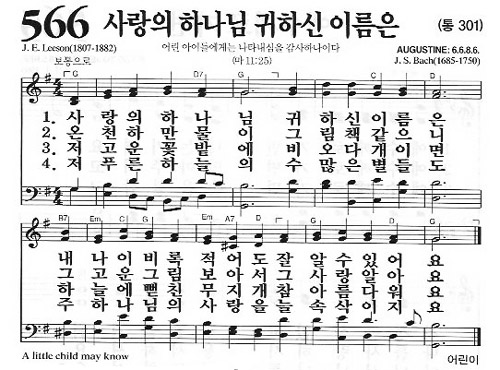 566 사랑의 하나님 귀하신 이름은 (통 301)
J. E. Leeson(1807-1882) 어린 아이들에게는 나타내심을 감사하나이다 AUGUSTINE: 6.6.8.6.
보통으로 (마 11:25) J. S. Bach(1685-1750)
1. 사 랑 의 하 나 님 귀 하 신 이 름 은
2. 온 천 하 만 물 이 그 림 책 같 으 니
3. 저 고 운 꽃 밭 에 비 오 다 개 이 면
4. 저 푸 른 하 늘 의 수 많 은 별 들 도
내 나 이 비 록 적 어 도 잘 알 수 있 어 요
그 고 운 그 림 보 아 서 그 사 랑 알 아 요
하 늘 에 뻗 친 무 지 개 참 아 름 다 워 요
주 하 나 님 의 사 랑 을 늘 속 삭 이 지 요
A little child may know 어린이